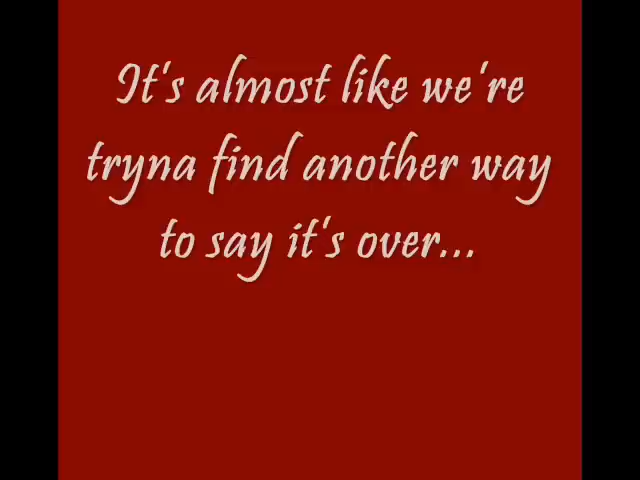 It's almost like we're
tryna find another way
to say it's over...